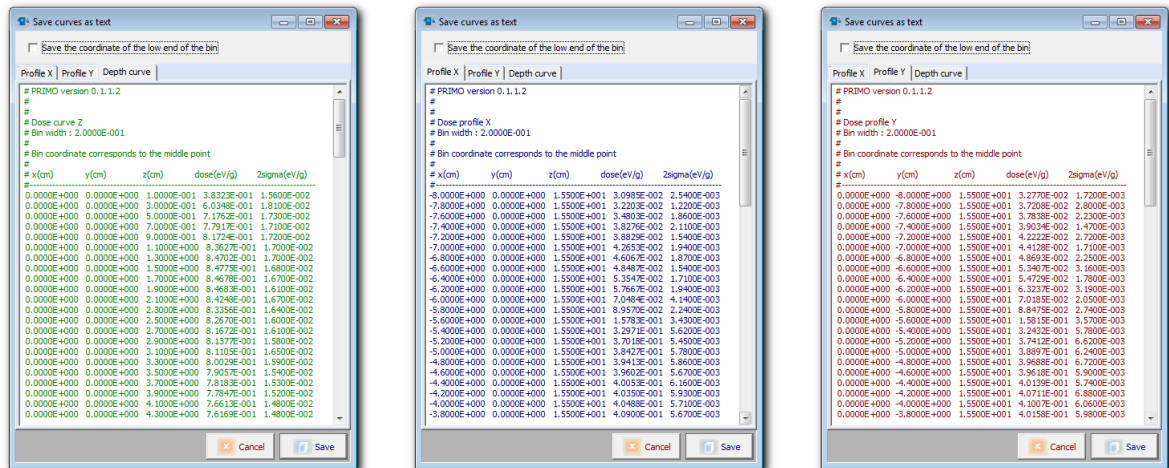 Save curves as text
Save the coordinate of the low end of the bin
Profile X Profile Y Depth curve
# PRIMO version 0.1.1.2
#
#
# Dose curve Z
# Bin width : 2.0000E-001
#
# Bin coordinate corresponds to the middle point
#
# x(cm) y(cm) z(cm) dose(eV/g) 2sigma(eV/g)
#------------------------------------------------------------
0.0000E+000 0.0000E+000 1.0000E-001 3.8323E-001 1.5600E-002
0.0000E+000 0.0000E+000 3.0000E-001 6.0348E-001 1.8100E-002
0.0000E+000 0.0000E+000 5.0000E-001 7.1762E-001 1.7300E-002
0.0000E+000 0.0000E+000 7.0000E-001 7.7917E-001 1.7100E-002
0.0000E+000 0.0000E+000 9.0000E-001 8.1724E-001 1.7200E-002
0.0000E+000 0.0000E+000 1.1000E+000 8.3627E-001 1.7000E-002
0.0000E+000 0.0000E+000 1.3000E+000 8.4702E-001 1.7000E-002
0.0000E+000 0.0000E+000 1.5000E+000 8.4775E-001 1.6800E-002
0.0000E+000 0.0000E+000 1.7000E+000 8.4678E-001 1.6700E-002
0.0000E+000 0.0000E+000 1.9000E+000 8.4683E-001 1.6100E-002
0.0000E+000 0.0000E+000 2.1000E+000 8.4248E-001 1.6700E-002
0.0000E+000 0.0000E+000 2.3000E+000 8.3356E-001 1.6400E-002
0.0000E+000 0.0000E+000 2.5000E+000 8.2670E-001 1.6000E-002
0.0000E+000 0.0000E+000 2.7000E+000 8.1672E-001 1.6100E-002
0.0000E+000 0.0000E+000 2.9000E+000 8.1377E-001 1.5800E-002
0.0000E+000 0.0000E+000 3.1000E+000 8.1105E-001 1.6500E-002
0.0000E+000 0.0000E+000 3.3000E+000 8.0029E-001 1.5900E-002
0.0000E+000 0.0000E+000 3.5000E+000 7.9057E-001 1.5400E-002
0.0000E+000 0.0000E+000 3.7000E+000 7.8183E-001 1.5300E-002
0.0000E+000 0.0000E+000 3.9000E+000 7.7847E-001 1.5200E-002
0.0000E+000 0.0000E+000 4.1000E+000 7.6613E-001 1.4800E-002
0.0000E+000 0.0000E+000 4.3000E+000 7.6169E-001 1.4800E-002
Cancel Save
Save curves as text
Save the coordinate of the low end of the bin
Profile X Profile Y Depth curve
# PRIMO version 0.1.1.2
#
#
# Dose profile X
# Bin width : 2.0000E-001
#
# Bin coordinate corresponds to the middle point
#
# x(cm) y(cm) z(cm) dose(eV/g) 2sigma(eV/g)
#------------------------------------------------------------
-8.0000E+000 0.0000E+000 1.5500E+001 3.0985E-002 2.5400E-003
-7.8000E+000 0.0000E+000 1.5500E+001 3.2203E-002 1.2200E-003
-7.6000E+000 0.0000E+000 1.5500E+001 3.4803E-002 1.8600E-003
-7.4000E+000 0.0000E+000 1.5500E+001 3.8276E-002 2.1100E-003
-7.2000E+000 0.0000E+000 1.5500E+001 3.8829E-002 1.5400E-003
-7.0000E+000 0.0000E+000 1.5500E+001 4.2653E-002 1.9400E-003
-6.8000E+000 0.0000E+000 1.5500E+001 4.6067E-002 1.8700E-003
-6.6000E+000 0.0000E+000 1.5500E+001 4.8487E-002 1.5400E-003
-6.4000E+000 0.0000E+000 1.5500E+001 5.3547E-002 1.7100E-003
-6.2000E+000 0.0000E+000 1.5500E+001 5.7667E-002 1.9400E-003
-6.0000E+000 0.0000E+000 1.5500E+001 7.0484E-002 4.1400E-003
-5.8000E+000 0.0000E+000 1.5500E+001 8.9570E-002 2.2400E-003
-5.6000E+000 0.0000E+000 1.5500E+001 1.5783E-001 3.4300E-003
-5.4000E+000 0.0000E+000 1.5500E+001 3.2971E-001 5.6200E-003
-5.2000E+000 0.0000E+000 1.5500E+001 3.7018E-001 5.4500E-003
-5.0000E+000 0.0000E+000 1.5500E+001 3.8427E-001 5.7800E-003
-4.8000E+000 0.0000E+000 1.5500E+001 3.9413E-001 5.8600E-003
-4.6000E+000 0.0000E+000 1.5500E+001 3.9602E-001 5.6700E-003
-4.4000E+000 0.0000E+000 1.5500E+001 4.0053E-001 6.1600E-003
-4.2000E+000 0.0000E+000 1.5500E+001 4.0350E-001 5.9300E-003
-4.0000E+000 0.0000E+000 1.5500E+001 4.0488E-001 5.7100E-003
-3.8000E+000 0.0000E+000 1.5500E+001 4.0900E-001 5.6700E-003
Cancel Save
Save curves as text
Save the coordinate of the low end of the bin
Profile X Profile Y Depth curve
# PRIMO version 0.1.1.2
#
#
# Dose profile Y
# Bin width : 2.0000E-001
#
# Bin coordinate corresponds to the middle point
#
# x(cm) y(cm) z(cm) dose(eV/g) 2sigma(eV/g)
#------------------------------------------------------------
0.0000E+000 -8.0000E+000 1.5500E+001 3.2770E-002 1.7200E-003
0.0000E+000 -7.8000E+000 1.5500E+001 3.7208E-002 2.8000E-003
0.0000E+000 -7.6000E+000 1.5500E+001 3.7838E-002 2.2300E-003
0.0000E+000 -7.4000E+000 1.5500E+001 3.9034E-002 1.4700E-003
0.0000E+000 -7.2000E+000 1.5500E+001 4.2222E-002 2.7200E-003
0.0000E+000 -7.0000E+000 1.5500E+001 4.4128E-002 1.7100E-003
0.0000E+000 -6.8000E+000 1.5500E+001 4.8693E-002 2.2500E-003
0.0000E+000 -6.6000E+000 1.5500E+001 5.3407E-002 3.1600E-003
0.0000E+000 -6.4000E+000 1.5500E+001 5.4729E-002 1.7800E-003
0.0000E+000 -6.2000E+000 1.5500E+001 6.3237E-002 3.1900E-003
0.0000E+000 -6.0000E+000 1.5500E+001 7.0185E-002 2.0500E-003
0.0000E+000 -5.8000E+000 1.5500E+001 8.8475E-002 2.7400E-003
0.0000E+000 -5.6000E+000 1.5500E+001 1.5815E-001 3.5700E-003
0.0000E+000 -5.4000E+000 1.5500E+001 3.2432E-001 5.7800E-003
0.0000E+000 -5.2000E+000 1.5500E+001 3.7412E-001 6.6200E-003
0.0000E+000 -5.0000E+000 1.5500E+001 3.8897E-001 6.2400E-003
0.0000E+000 -4.8000E+000 1.5500E+001 3.9688E-001 6.7200E-003
0.0000E+000 -4.6000E+000 1.5500E+001 3.9618E-001 5.9000E-003
0.0000E+000 -4.4000E+000 1.5500E+001 4.0139E-001 5.7400E-003
0.0000E+000 -4.2000E+000 1.5500E+001 4.0711E-001 6.8800E-003
0.0000E+000 -4.0000E+000 1.5500E+001 4.1007E-001 6.0600E-003
0.0000E+000 -3.8000E+000 1.5500E+001 4.0158E-001 5.9800E-003
Cancel Save